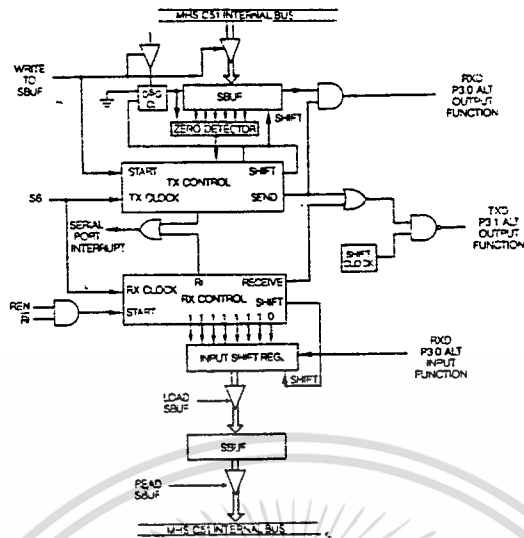 MHS C51 INTERNAL BUS
WRITE
TO
SBUF
SBUF
RXD
P3.0 ALT
OUTPUT
FUNCTION
ZERO DETECTOR
SHIFT
START
SHIFT
TX CONTROL
S6
TX CLOCK
SEND
TXD
P3.1 ALT
OUTPUT
FUNCTION
SERIAL
PORT
INTERRUPT
SHIFT
CLOCK
RI
RECEIVE
RX CLOCK
RX CONTROL
SHIFT
REN
RI
START
1 1 1 1 1 1 1 0
INPUT SHIFT REG.
RXD
P3.0 ALT
INPUT
FUNCTION
SHIFT
LOAD
SBUF
SBUF
READ
SBUF
MHS C51 INTERNAL BUS